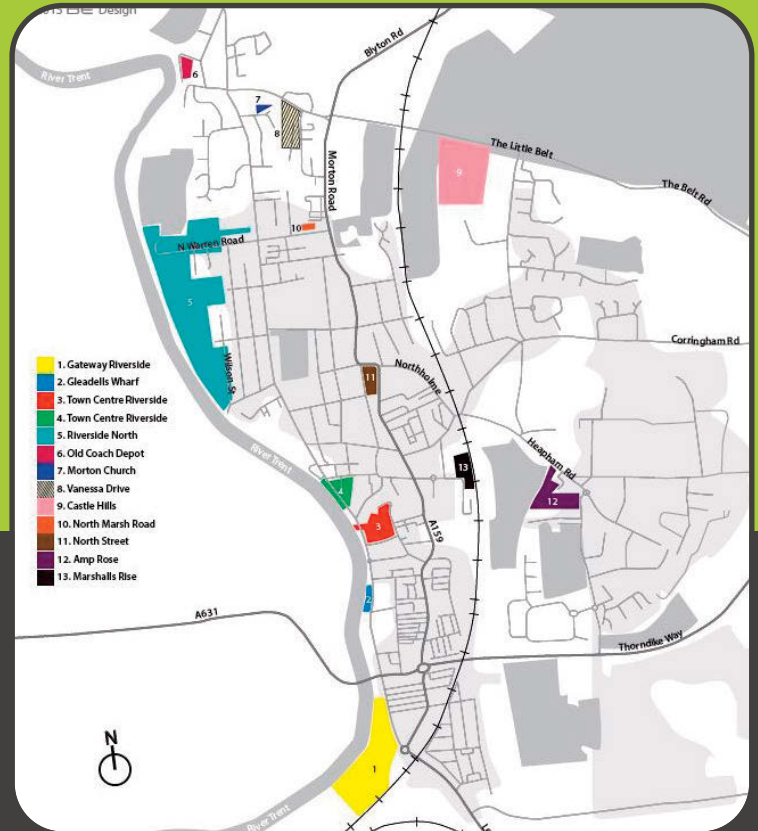 Design
Blyton Rd
River Trent
6
7
8
Morton Road
The Little Belt
9
The Belt Rd
10
N Warren Road
5
Wilson St
Corringham Rd
Northholme
11
1. Gateway Riverside
2. Gleadells Wharf
3. Town Centre Riverside
4. Town Centre Riverside
5. Riverside North
6. Old Coach Depot
7. Morton Church
8. Vanessa Drive
9. Castle Hills
10. North Marsh Road
11. North Street
12. Amp Rose
13. Marshalls Rise
River Trent
Heapham Rd
13
4
12
3
A159
2
A631
Thorndike Way
N
1
River Trent